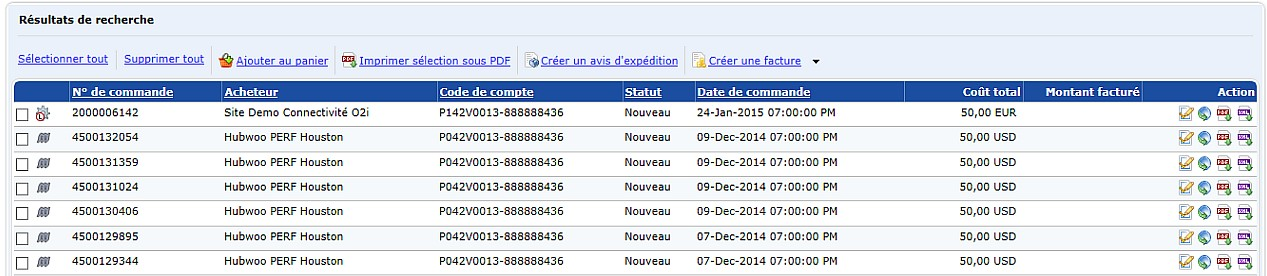 Résultats de recherche
Sélectionner tout Supprimer tout Ajouter au panier Imprimer sélection sous PDF Créer un avis d'expédition Créer une facture
N° de commande Acheteur Code de compte Statut Date de commande Coût total Montant facturé Action
2000006142 Site Demo Connectivité O2i P142V0013-888888436 Nouveau 24-Jan-2015 07:00:00 PM 50,00 EUR
4500132054 Hubwoo PERF Houston P042V0013-888888436 Nouveau 09-Dec-2014 07:00:00 PM 50,00 USD
4500131359 Hubwoo PERF Houston P042V0013-888888436 Nouveau 09-Dec-2014 07:00:00 PM 50,00 USD
4500131024 Hubwoo PERF Houston P042V0013-888888436 Nouveau 09-Dec-2014 07:00:00 PM 50,00 USD
4500130406 Hubwoo PERF Houston P042V0013-888888436 Nouveau 09-Dec-2014 07:00:00 PM 50,00 USD
4500129895 Hubwoo PERF Houston P042V0013-888888436 Nouveau 07-Dec-2014 07:00:00 PM 50,00 USD
4500129344 Hubwoo PERF Houston P042V0013-888888436 Nouveau 07-Dec-2014 07:00:00 PM 50,00 USD